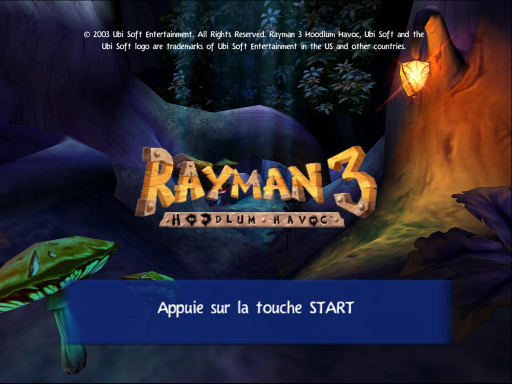 © 2003 Ubi Soft Entertainment. All Rights Reserved. Rayman 3 Hoodlum Havoc, Ubi Soft and the
Ubi Soft logo are trademarks of Ubi Soft Entertainment in the US and other countries.
RAYMAN 3
HOODLUM HAVOC
Appuie sur la touche START